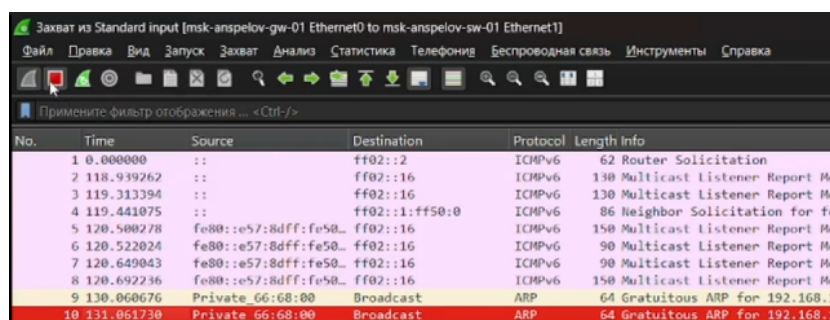 Захват из Standard input [msk-anspelov-gw-01 Ethernet0 to msk-anspelov-sw-01 Ethernet1]
Файл Правка Вид Запуск Захват Анализ Статистика Телефония Беспроводная связь Инструменты Справка
Примените фильтр отображения ... <Ctrl-/>
No. Time Source Destination Protocol Length Info
1 0.000000 :: ff02::2 ICMPv6 62 Router Solicitation
2 118.939262 :: ff02::16 ICMPv6 130 Multicast Listener Report M
3 119.313394 :: ff02::16 ICMPv6 130 Multicast Listener Report M
4 119.441075 :: ff02::1:ff50:0 ICMPv6 86 Neighbor Solicitation for f
5 120.500278 fe80::e57:8dff:fe50… ff02::16 ICMPv6 150 Multicast Listener Report M
6 120.522024 fe80::e57:8dff:fe50… ff02::16 ICMPv6 90 Multicast Listener Report M
7 120.649043 fe80::e57:8dff:fe50… ff02::16 ICMPv6 90 Multicast Listener Report M
8 120.692236 fe80::e57:8dff:fe50… ff02::16 ICMPv6 150 Multicast Listener Report M
9 130.060676 Private_66:68:00 Broadcast ARP 64 Gratuitous ARP for 192.168.
10 131.061730 Private_66:68:00 Broadcast ARP 64 Gratuitous ARP for 192.168.